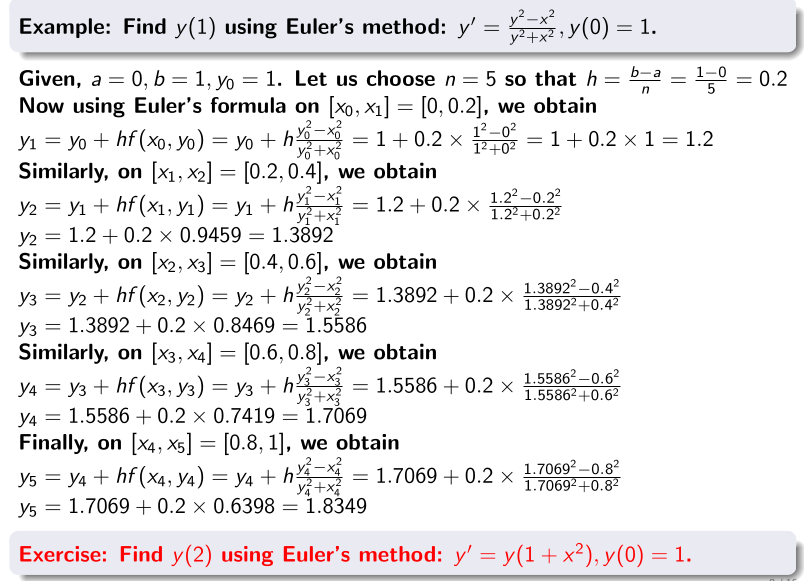 Example: Find y(1) using Euler's method: y′ = \frac{y^2−x^2}{y^2+x^2}, y(0) = 1.
Given, a = 0, b = 1, y_0 = 1. Let us choose n = 5 so that h = \frac{b−a}{n} = \frac{1−0}{5} = 0.2
Now using Euler's formula on [x_0, x_1] = [0, 0.2], we obtain
y_1 = y_0 + hf(x_0, y_0) = y_0 + h\frac{y_0^2−x_0^2}{y_0^2+x_0^2} = 1 + 0.2 × \frac{1^2−0^2}{1^2+0^2} = 1 + 0.2 × 1 = 1.2
Similarly, on [x_1, x_2] = [0.2, 0.4], we obtain
y_2 = y_1 + hf(x_1, y_1) = y_1 + h\frac{y_1^2−x_1^2}{y_1^2+x_1^2} = 1.2 + 0.2 × \frac{1.2^2−0.2^2}{1.2^2+0.2^2}
y_2 = 1.2 + 0.2 × 0.9459 = 1.3892
Similarly, on [x_2, x_3] = [0.4, 0.6], we obtain
y_3 = y_2 + hf(x_2, y_2) = y_2 + h\frac{y_2^2−x_2^2}{y_2^2+x_2^2} = 1.3892 + 0.2 × \frac{1.3892^2−0.4^2}{1.3892^2+0.4^2}
y_3 = 1.3892 + 0.2 × 0.8469 = 1.5586
Similarly, on [x_3, x_4] = [0.6, 0.8], we obtain
y_4 = y_3 + hf(x_3, y_3) = y_3 + h\frac{y_3^2−x_3^2}{y_3^2+x_3^2} = 1.5586 + 0.2 × \frac{1.5586^2−0.6^2}{1.5586^2+0.6^2}
y_4 = 1.5586 + 0.2 × 0.7419 = 1.7069
Finally, on [x_4, x_5] = [0.8, 1], we obtain
y_5 = y_4 + hf(x_4, y_4) = y_4 + h\frac{y_4^2−x_4^2}{y_4^2+x_4^2} = 1.7069 + 0.2 × \frac{1.7069^2−0.8^2}{1.7069^2+0.8^2}
y_5 = 1.7069 + 0.2 × 0.6398 = 1.8349
Exercise: Find y(2) using Euler's method: y′ = y(1 + x^2), y(0) = 1.